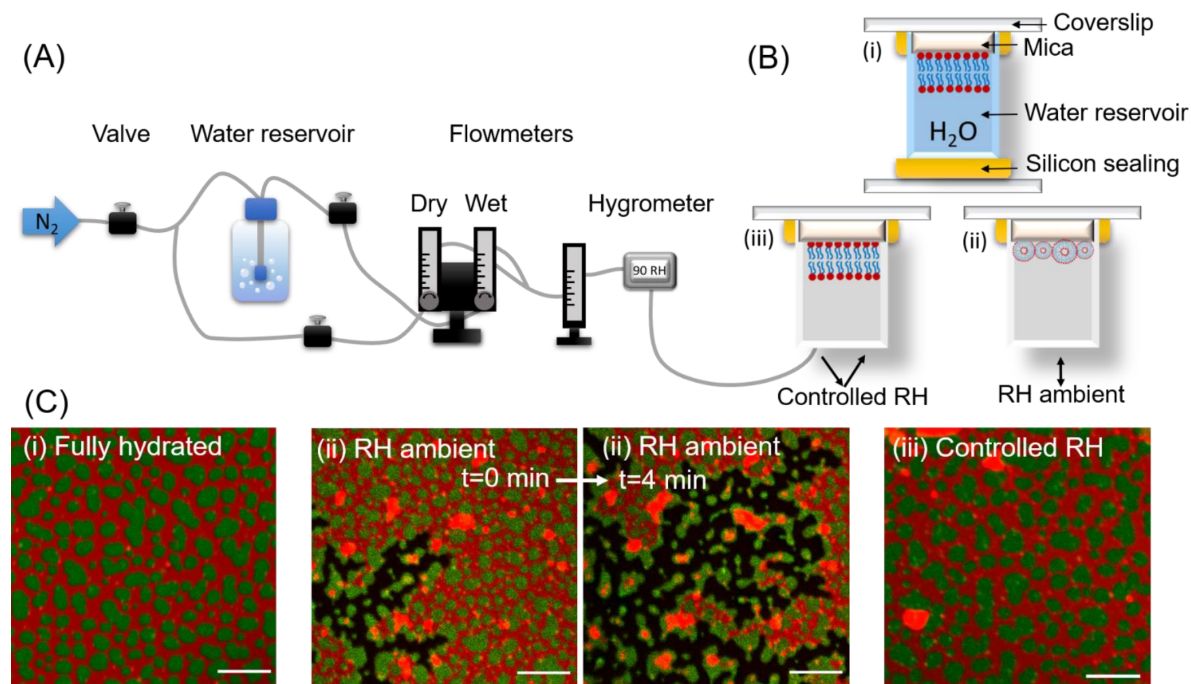 (A)
Valve
Water reservoir
Flowmeters
Dry Wet
Hygrometer
N2
90 RH
(B)
(i)
Coverslip
Mica
Water reservoir
H2O
Silicon sealing
(iii)
(ii)
Controlled RH
RH ambient
(C)
(i) Fully hydrated
(ii) RH ambient
t=0 min
(ii) RH ambient
t=4 min
(iii) Controlled RH